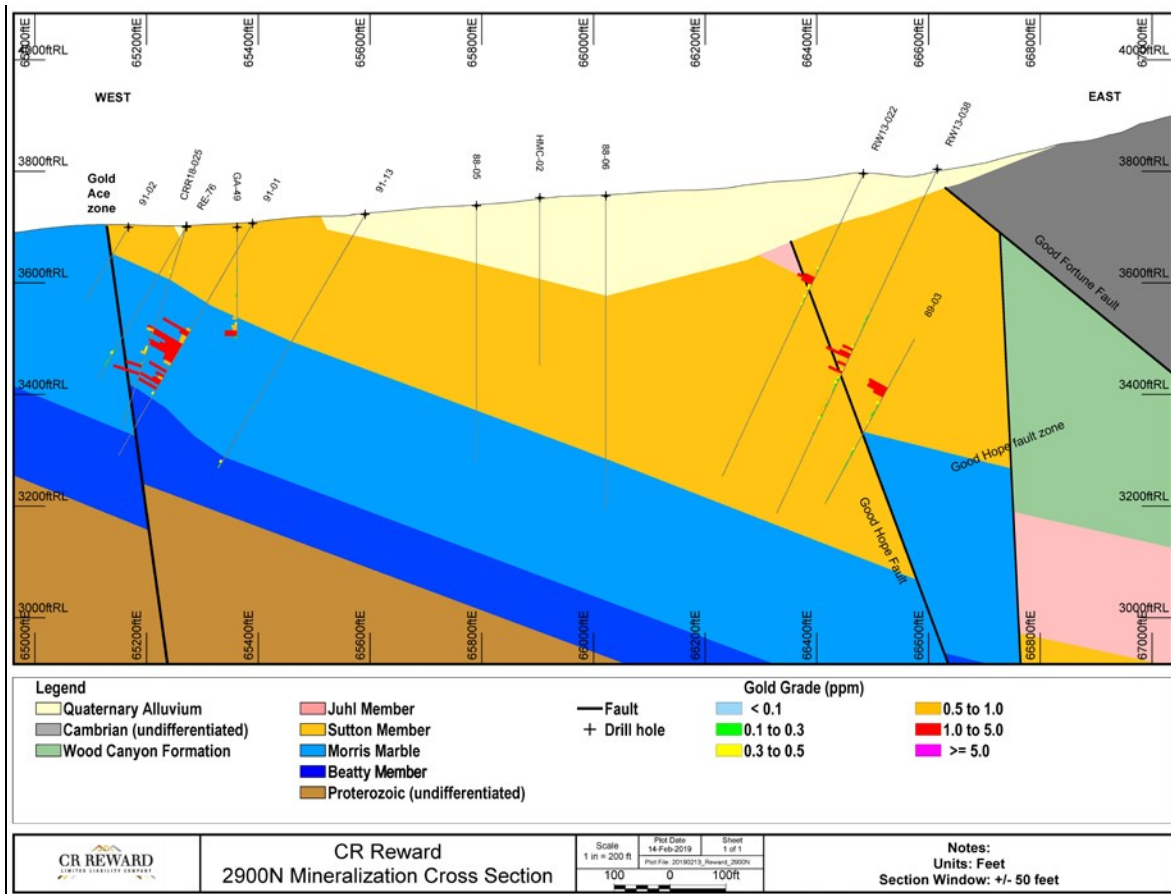 65000ftE 65200ftE 65400ftE 65600ftE 65800ftE 66000ftE 66200ftE 66400ftE 66600ftE 66800ftE 67000ftE
4000ftRL 4000ftRL
WEST EAST
3800ftRL 3800ftRL
Gold
Ace
zone
91-02
CRR18-025
RE-76
GA-49
91-01
91-13
88-05
HMC-02
88-06
RW13-022
RW13-038
89-03
3600ftRL 3600ftRL
Good Fortune Fault
3400ftRL 3400ftRL
Good Hope fault zone
3200ftRL 3200ftRL
Good Hope Fault
3000ftRL 3000ftRL
65000ftE 65200ftE 65400ftE 65600ftE 65800ftE 66000ftE 66200ftE 66400ftE 66600ftE 66800ftE 67000ftE
Legend
Quaternary Alluvium
Cambrian (undifferentiated)
Wood Canyon Formation
Juhl Member
Sutton Member
Morris Marble
Beatty Member
Proterozoic (undifferentiated)
Fault
Drill hole
Gold Grade (ppm)
< 0.1
0.1 to 0.3
0.3 to 0.5
0.5 to 1.0
1.0 to 5.0
>= 5.0
CR REWARD
LIMITED LIABILITY COMPANY
CR Reward
2900N Mineralization Cross Section
Scale
1 in = 200 ft
Plot Date
14-Feb-2019
Sheet
1 of 1
Plot File: 20190213_Reward_2900N
100 0 100ft
Notes:
Units: Feet
Section Window: +/- 50 feet